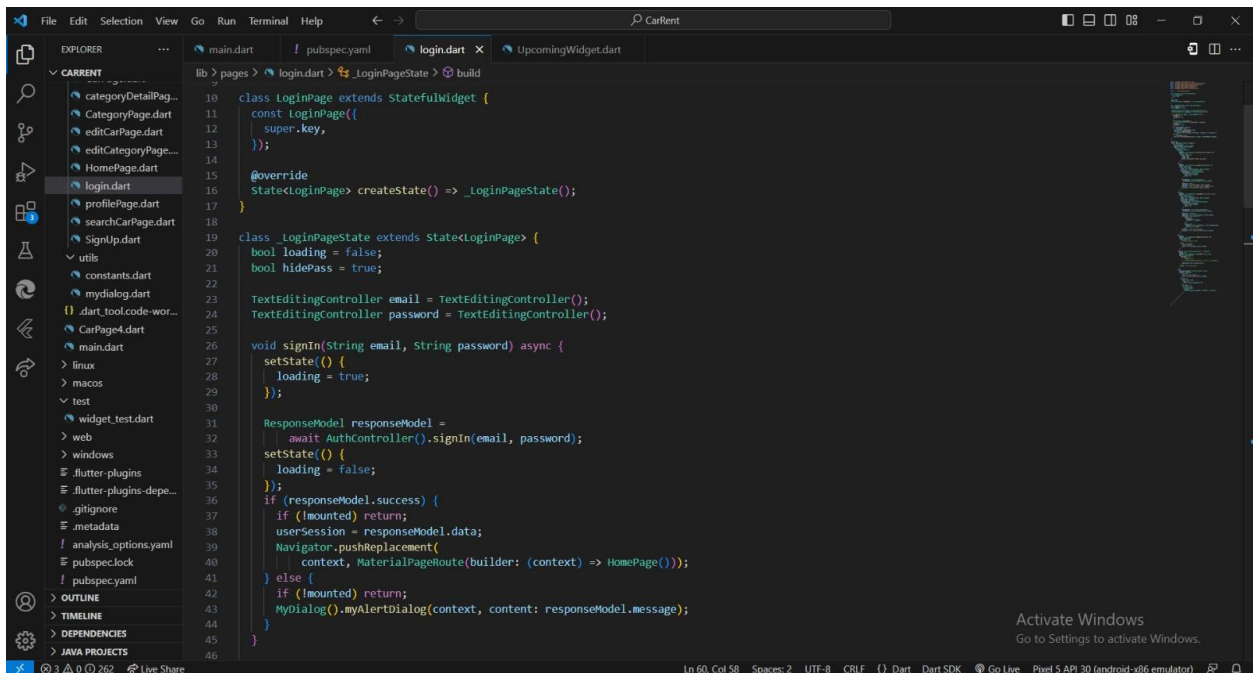 File Edit Selection View Go Run Terminal Help
CarRent
EXPLORER
main.dart
! pubspec.yaml
login.dart
UpcomingWidget.dart
CARRENT
lib > pages > login.dart > _LoginPageState > build
categoryDetailPag...
CategoryPage.dart
editCarPage.dart
editCategoryPage....
HomePage.dart
login.dart
profilePage.dart
searchCarPage.dart
SignUp.dart
utils
constants.dart
mydialog.dart
{} .dart_tool.code-wor...
CarPage4.dart
main.dart
> linux
> macos
test
widget_test.dart
> web
> windows
.flutter-plugins
.flutter-plugins-depe...
.gitignore
.metadata
! analysis_options.yaml
pubspec.lock
! pubspec.yaml
> OUTLINE
> TIMELINE
> DEPENDENCIES
> JAVA PROJECTS
3
9
10 class LoginPage extends StatefulWidget {
11 const LoginPage({
12 super.key,
13 });
14
15 @override
16 State<LoginPage> createState() => _LoginPageState();
17 }
18
19 class _LoginPageState extends State<LoginPage> {
20 bool loading = false;
21 bool hidePass = true;
22
23 TextEditingController email = TextEditingController();
24 TextEditingController password = TextEditingController();
25
26 void signIn(String email, String password) async {
27 setState(() {
28 loading = true;
29 });
30
31 ResponseModel responseModel =
32 await AuthController().signIn(email, password);
33 setState(() {
34 loading = false;
35 });
36 if (responseModel.success) {
37 if (!mounted) return;
38 userSession = responseModel.data;
39 Navigator.pushReplacement(
40 context, MaterialPageRoute(builder: (context) => HomePage()));
41 } else {
42 if (!mounted) return;
43 MyDialog().myAlertDialog(context, content: responseModel.message);
44 }
45 }
46
Activate Windows
Go to Settings to activate Windows.
3 0 262 Live Share
Ln 60, Col 58 Spaces: 2 UTF-8 CRLF {} Dart Dart SDK Go Live Pixel 5 API 30 (android-x86 emulator)